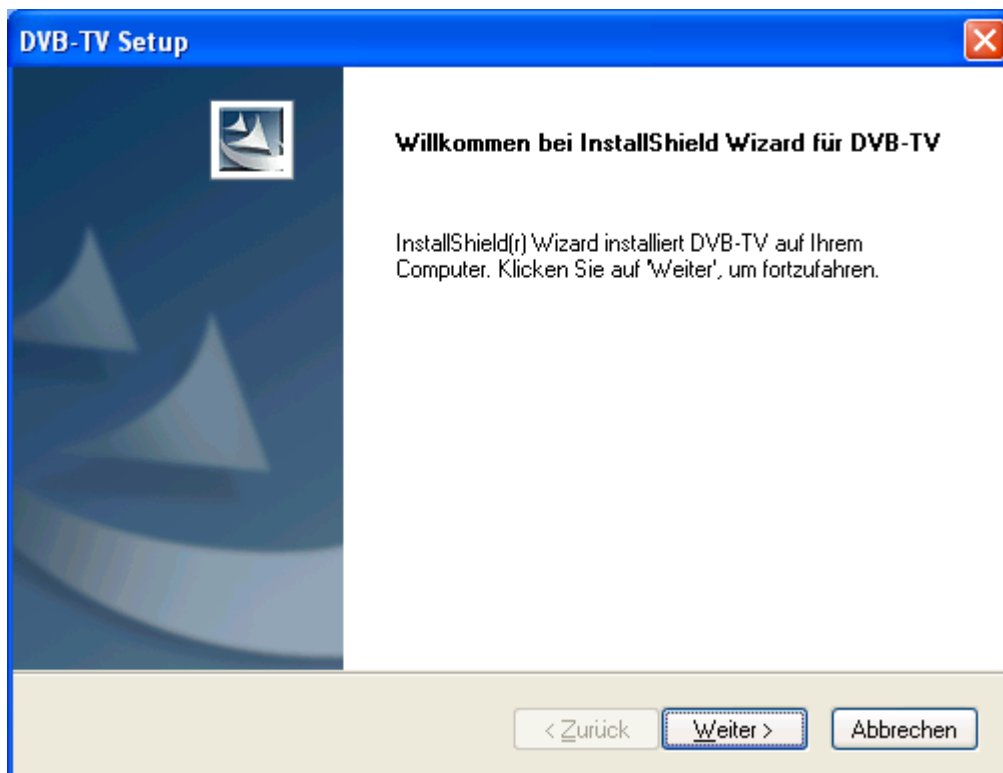 DVB-TV Setup
Willkommen bei InstallShield Wizard für DVB-TV
InstallShield(r) Wizard installiert DVB-TV auf Ihrem
Computer. Klicken Sie auf 'Weiter', um fortzufahren.
< Zurück
Weiter >
Abbrechen